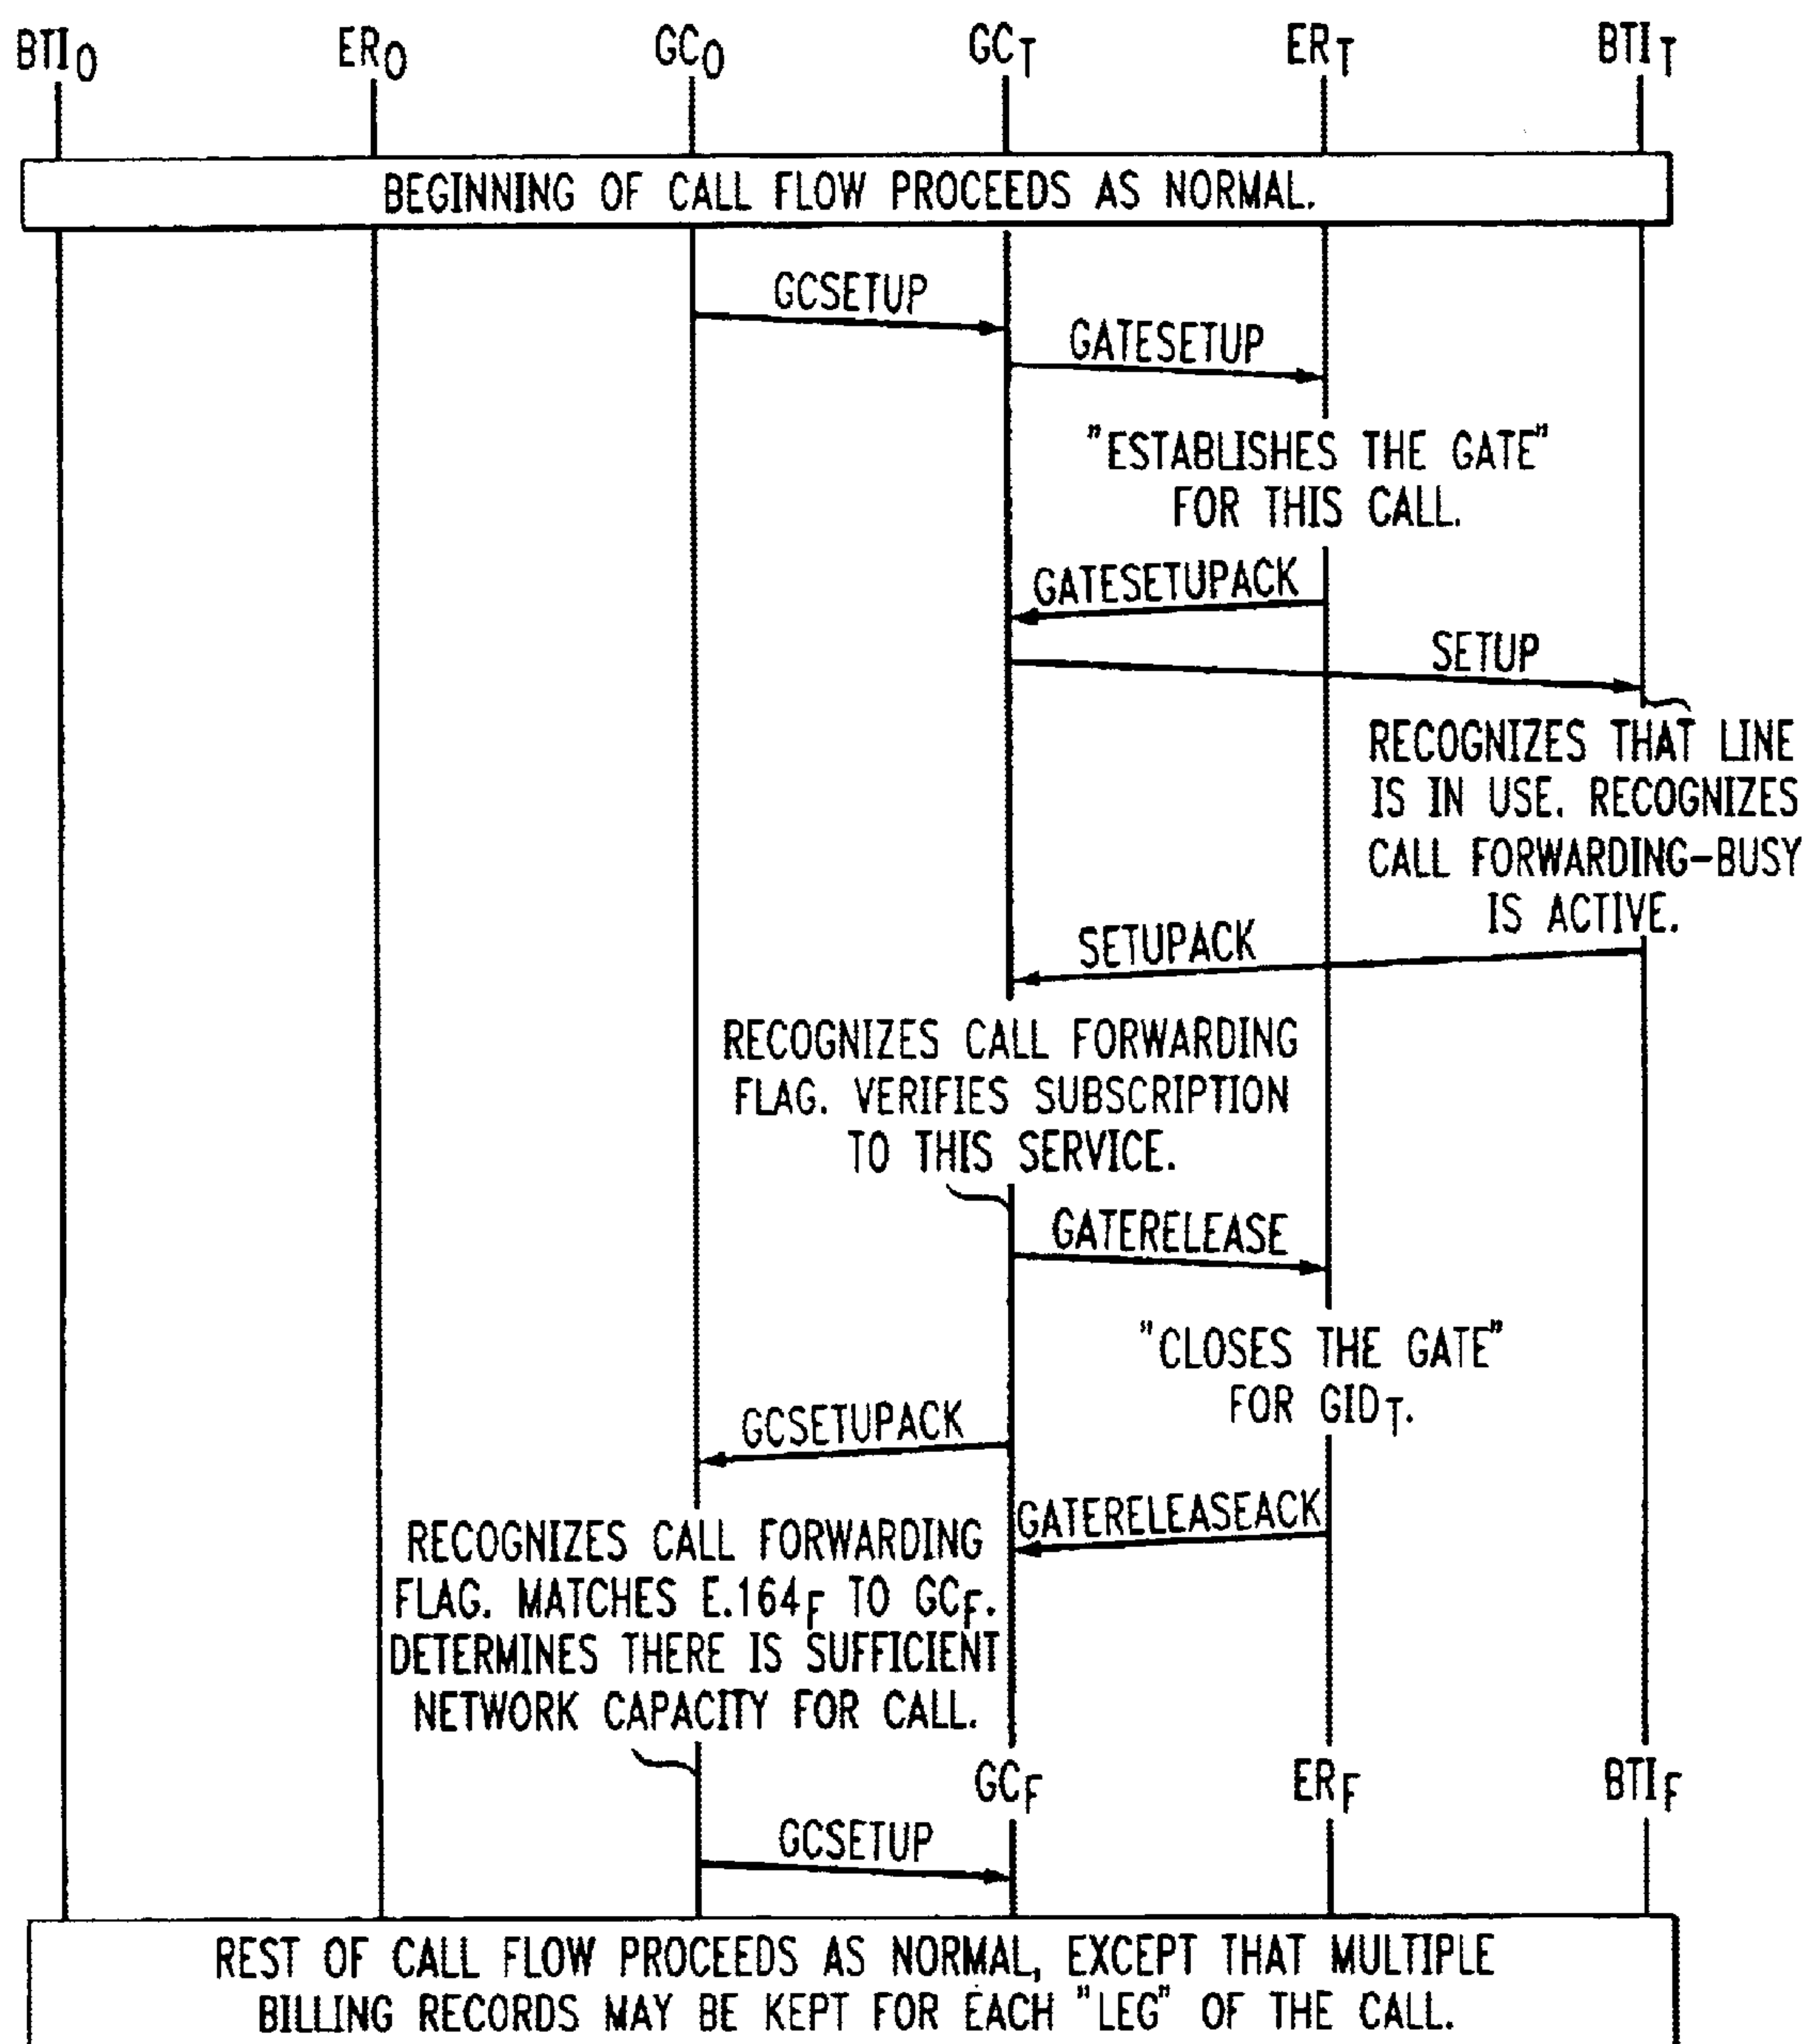 BTIO ERO GCO GCT ERT BTIT
BEGINNING OF CALL FLOW PROCEEDS AS NORMAL.
GCSETUP
GATESETUP
"ESTABLISHES THE GATE"
FOR THIS CALL.
GATESETUPACK
SETUP
RECOGNIZES THAT LINE
IS IN USE. RECOGNIZES
CALL FORWARDING-BUSY
IS ACTIVE.
SETUPACK
RECOGNIZES CALL FORWARDING
FLAG. VERIFIES SUBSCRIPTION
TO THIS SERVICE.
GATERELEASE
"CLOSES THE GATE"
FOR GIDT.
GCSETUPACK
GATERELEASEACK
RECOGNIZES CALL FORWARDING
FLAG. MATCHES E.164F TO GCF.
DETERMINES THERE IS SUFFICIENT
NETWORK CAPACITY FOR CALL.
GCF ERF BTIF
GCSETUP
REST OF CALL FLOW PROCEEDS AS NORMAL, EXCEPT THAT MULTIPLE
BILLING RECORDS MAY BE KEPT FOR EACH "LEG" OF THE CALL.